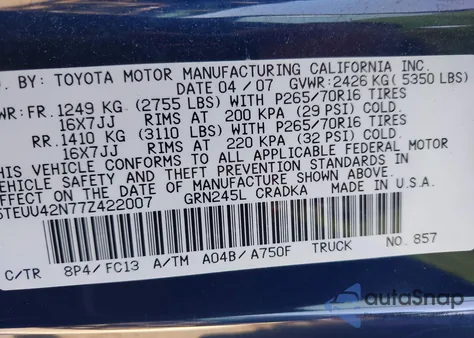 D. BY: TOYOTA MOTOR MANUFACTURING CALIFORNIA INC.
DATE 04 / 07 GVWR: 2426 KG ( 5350 LBS)
WR: FR. 1249 KG (2755 LBS) WITH P265/70R16 TIRES
16X7JJ RIMS AT 200 KPA (29 PSI) COLD.
RR. 1410 KG (3110 LBS) WITH P265/70R16 TIRES
16X7JJ RIMS AT 220 KPA (32 PSI) COLD.
THIS VEHICLE CONFORMS TO ALL APPLICABLE FEDERAL MOTOR
VEHICLE SAFETY AND THEFT PREVENTION STANDARDS IN
EFFECT ON THE DATE OF MANUFACTURE SHOWN ABOVE.
5TEUU42N77Z422007 GRN245L CRADKA MADE IN U.S.A.
C/TR 8P4/ FC13 A/TM A04B/ A750F TRUCK NO. 857
autoSnap